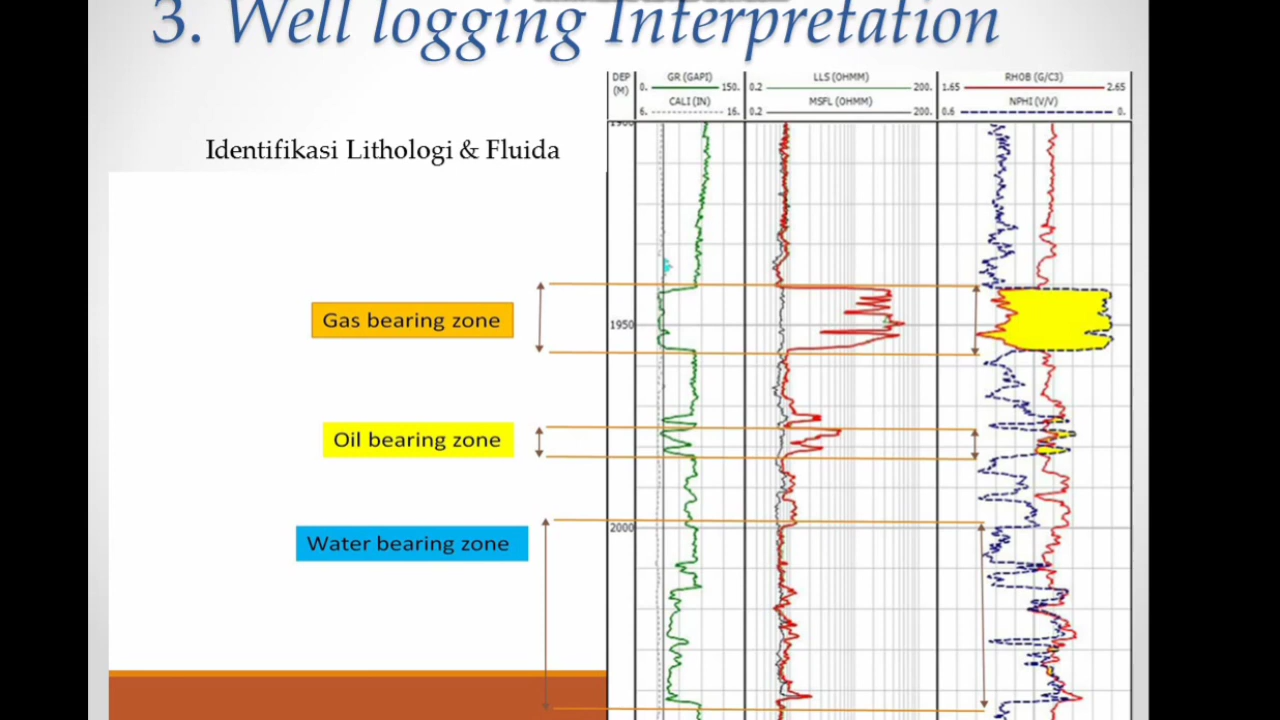 3. Well logging Interpretation
Identifikasi Lithologi & Fluida
DEP
(M)
GR (GAPI)
0. 150.
CALI (IN)
6. 16.
LLS (OHMM)
0.2 200.
MSFL (OHMM)
0.2 200.
RHOB (G/C3)
1.65 2.65
NPHI (V/V)
0.6 0.
Gas bearing zone
1950
Oil bearing zone
2000
Water bearing zone